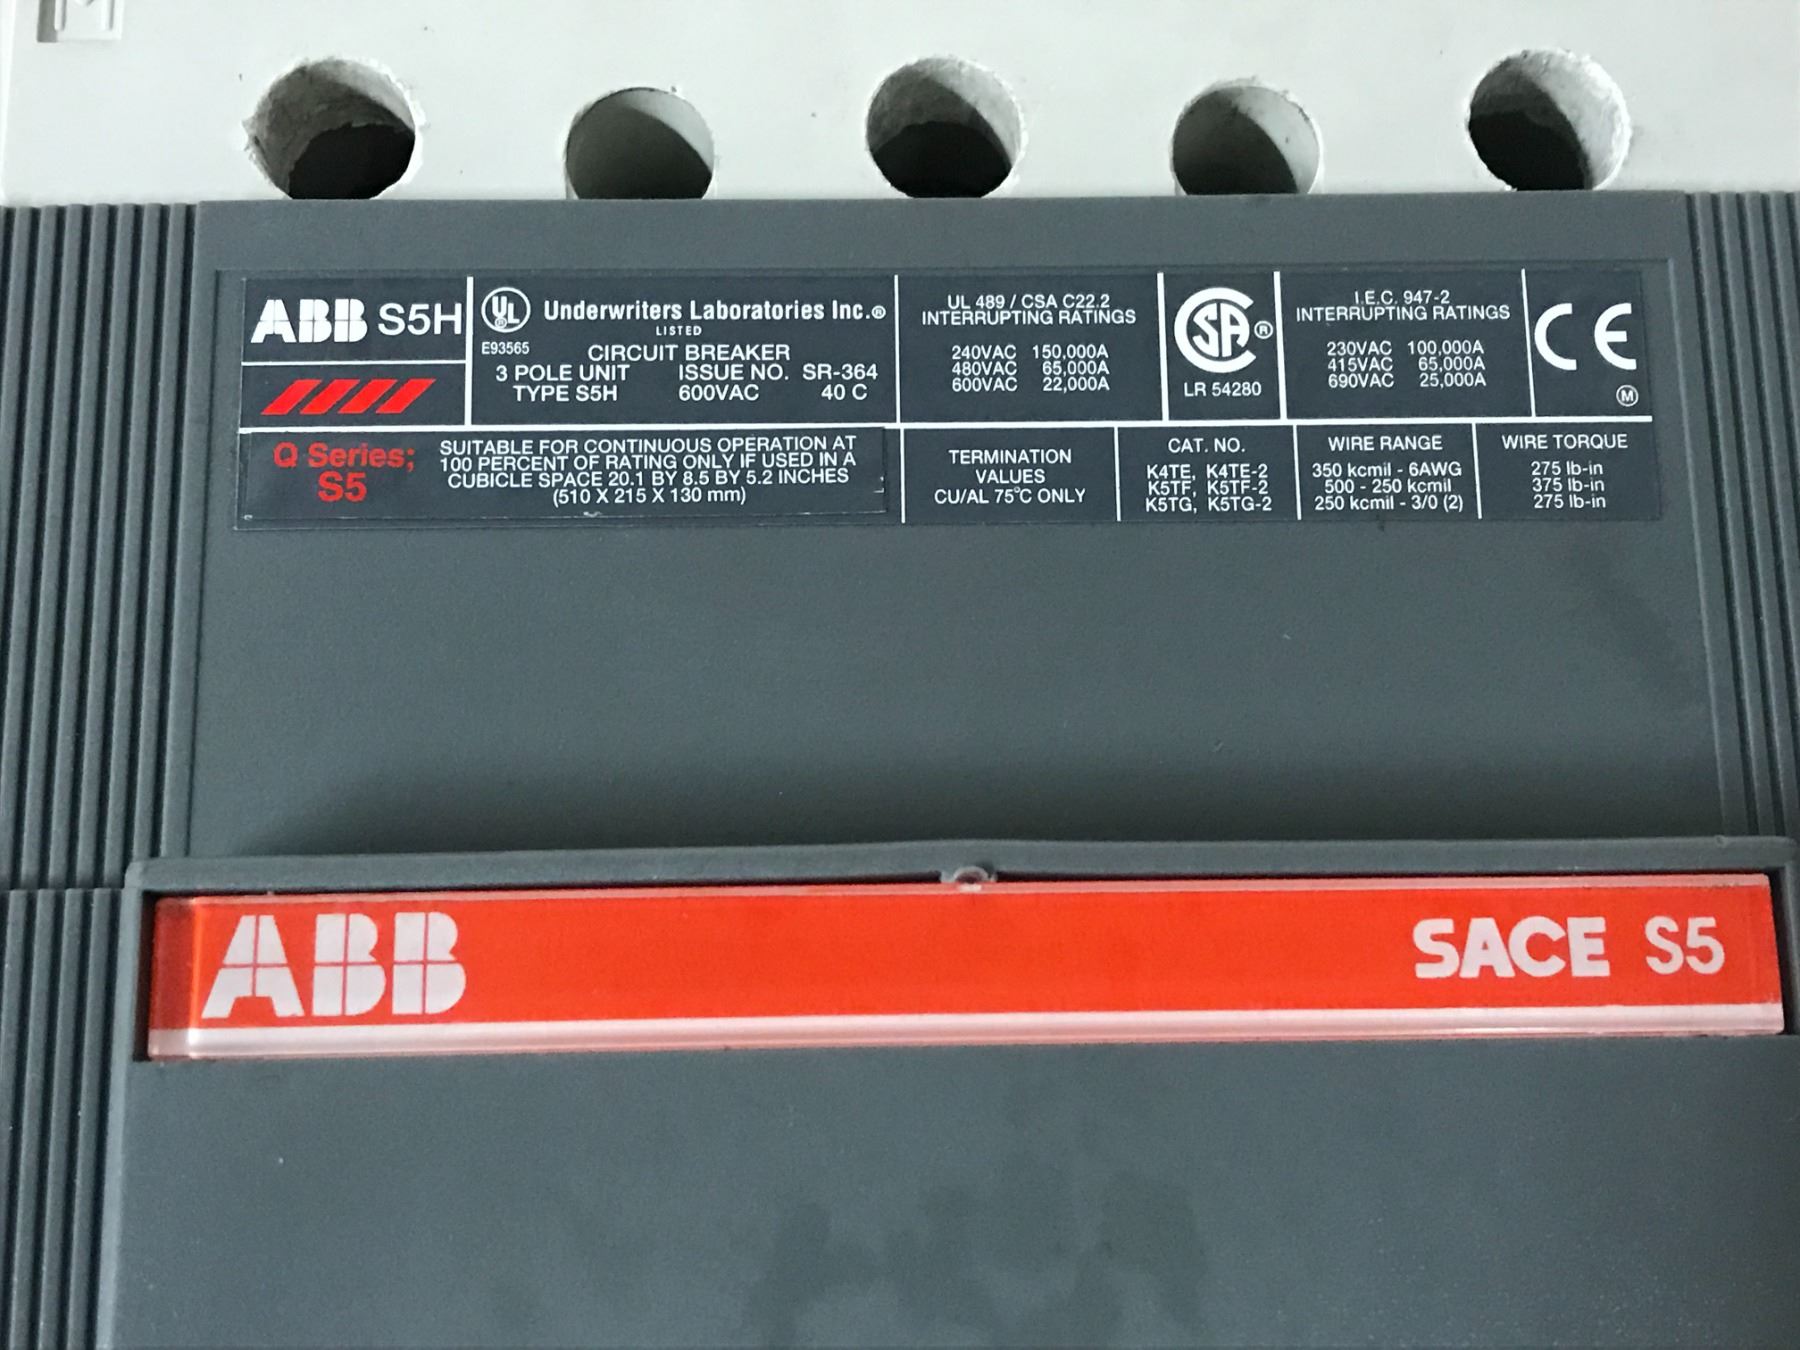 ABB S5H
UL ®
E93565
Underwriters Laboratories Inc.®
LISTED
CIRCUIT BREAKER
3 POLE UNIT ISSUE NO. SR-364
TYPE S5H 600VAC 40 C
UL 489 / CSA C22.2
INTERRUPTING RATINGS
240VAC 150,000A
480VAC 65,000A
600VAC 22,000A
CSA ®
LR 54280
I.E.C. 947-2
INTERRUPTING RATINGS
230VAC 100,000A
415VAC 65,000A
690VAC 25,000A
CE
M
Q Series;
S5
SUITABLE FOR CONTINUOUS OPERATION AT
100 PERCENT OF RATING ONLY IF USED IN A
CUBICLE SPACE 20.1 BY 8.5 BY 5.2 INCHES
(510 X 215 X 130 mm)
TERMINATION
VALUES
CU/AL 75°C ONLY
CAT. NO.
K4TE, K4TE-2
K5TF, K5TF-2
K5TG, K5TG-2
WIRE RANGE
350 kcmil - 6AWG
500 - 250 kcmil
250 kcmil - 3/0 (2)
WIRE TORQUE
275 lb-in
375 lb-in
275 lb-in
ABB SACE S5